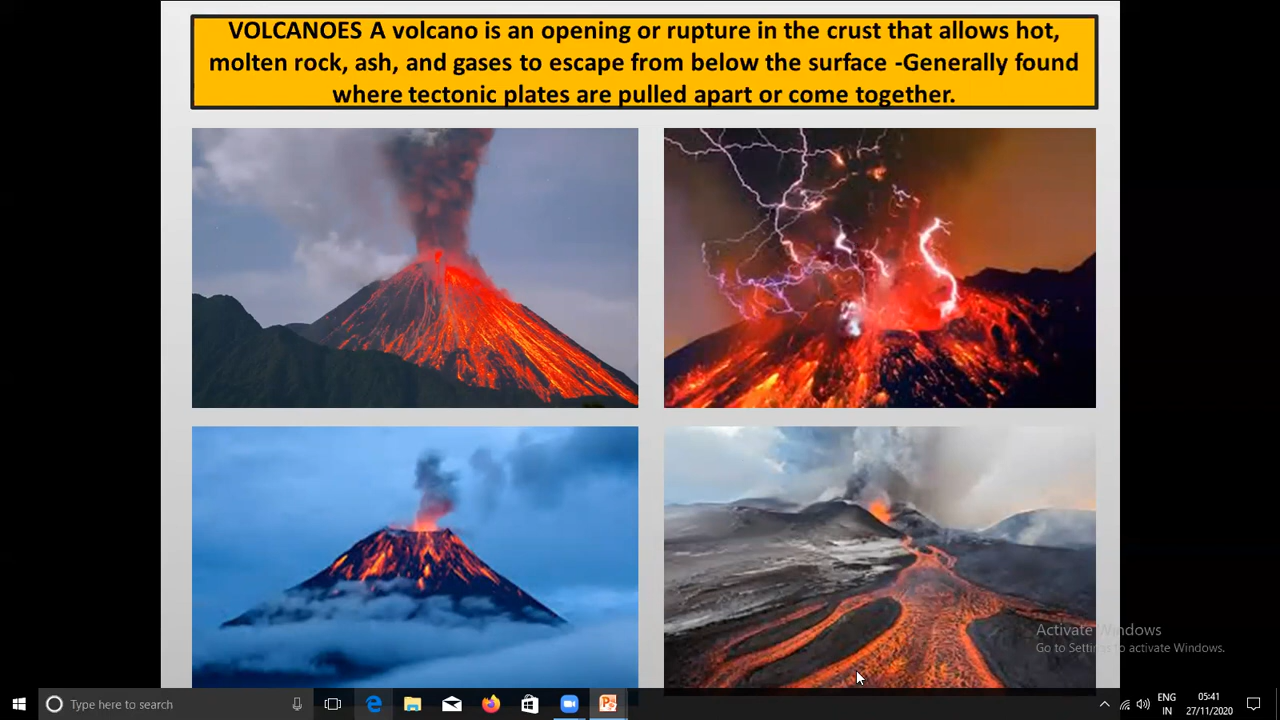 VOLCANOES A volcano is an opening or rupture in the crust that allows hot,
molten rock, ash, and gases to escape from below the surface -Generally found
where tectonic plates are pulled apart or come together.
Activate Windows
Go to Settings to activate Windows.
Type here to search
ENG
IN
05:41
27/11/2020